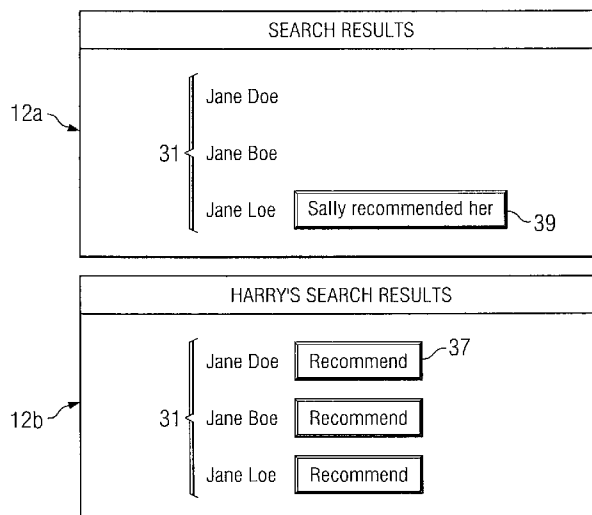 SEARCH RESULTS
12a
31
Jane Doe
Jane Boe
Jane Loe Sally recommended her
39
HARRY'S SEARCH RESULTS
12b
31
Jane Doe Recommend 37
Jane Boe Recommend
Jane Loe Recommend